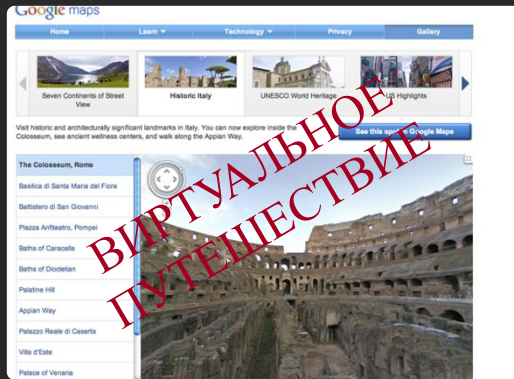 Google maps
Home Learn Technology Privacy Gallery
Seven Continents of Street View
Historic Italy
UNESCO World Heritage
US Highlights
Visit historic and architecturally significant landmarks in Italy. You can now explore inside the
Colosseum, see ancient wellness centers, and walk along the Appian Way.
See this spot in Google Maps
The Colosseum, Rome
Basilica di Santa Maria del Fiore
Battistero di San Giovanni
Piazza Anfiteatro, Pompei
Baths of Caracalla
Baths of Diocletian
Palatine Hill
Appian Way
Palazzo Reale di Caserta
Villa d'Este
Palace of Venaria
ВИРТУАЛЬНОЕ
ПУТЕШЕСТВИЕ